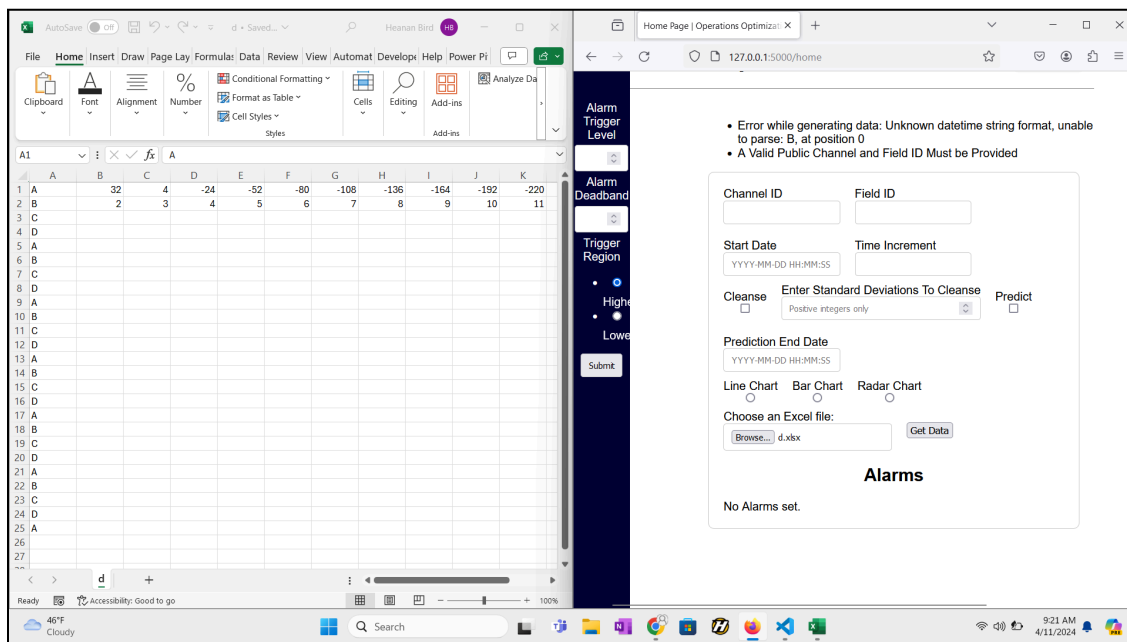 AutoSave Off d • Saved... Heanan Bird HB
File Home Insert Draw Page Lay Formulas Data Review View Automat Develope Help Power Pi
Clipboard Font Alignment Number Conditional Formatting Format as Table Cell Styles Styles Cells Editing Add-ins Add-ins Analyze Da
A1 fx A
A B C D E F G H I J K
1 A 32 4 -24 -52 -80 -108 -136 -164 -192 -220
2 B 2 3 4 5 6 7 8 9 10 11
3 C
4 D
5 A
6 B
7 C
8 D
9 A
10 B
11 C
12 D
13 A
14 B
15 C
16 D
17 A
18 B
19 C
20 D
21 A
22 B
23 C
24 D
25 A
26
27
d
Ready Accessibility: Good to go 100%
Home Page | Operations Optimizat
127.0.0.1:5000/home
Alarm
Trigger
Level
Alarm
Deadband
Trigger
Region
Highe
Lowe
Submit
• Error while generating data: Unknown datetime string format, unable
to parse: B, at position 0
• A Valid Public Channel and Field ID Must be Provided
Channel ID Field ID
Start Date Time Increment
YYYY-MM-DD HH:MM:SS
Cleanse Enter Standard Deviations To Cleanse Predict
Positive integers only
Prediction End Date
YYYY-MM-DD HH:MM:SS
Line Chart Bar Chart Radar Chart
Choose an Excel file:
Browse... d.xlsx Get Data
Alarms
No Alarms set.
46°F
Cloudy
Search
9:21 AM
4/11/2024
PRE